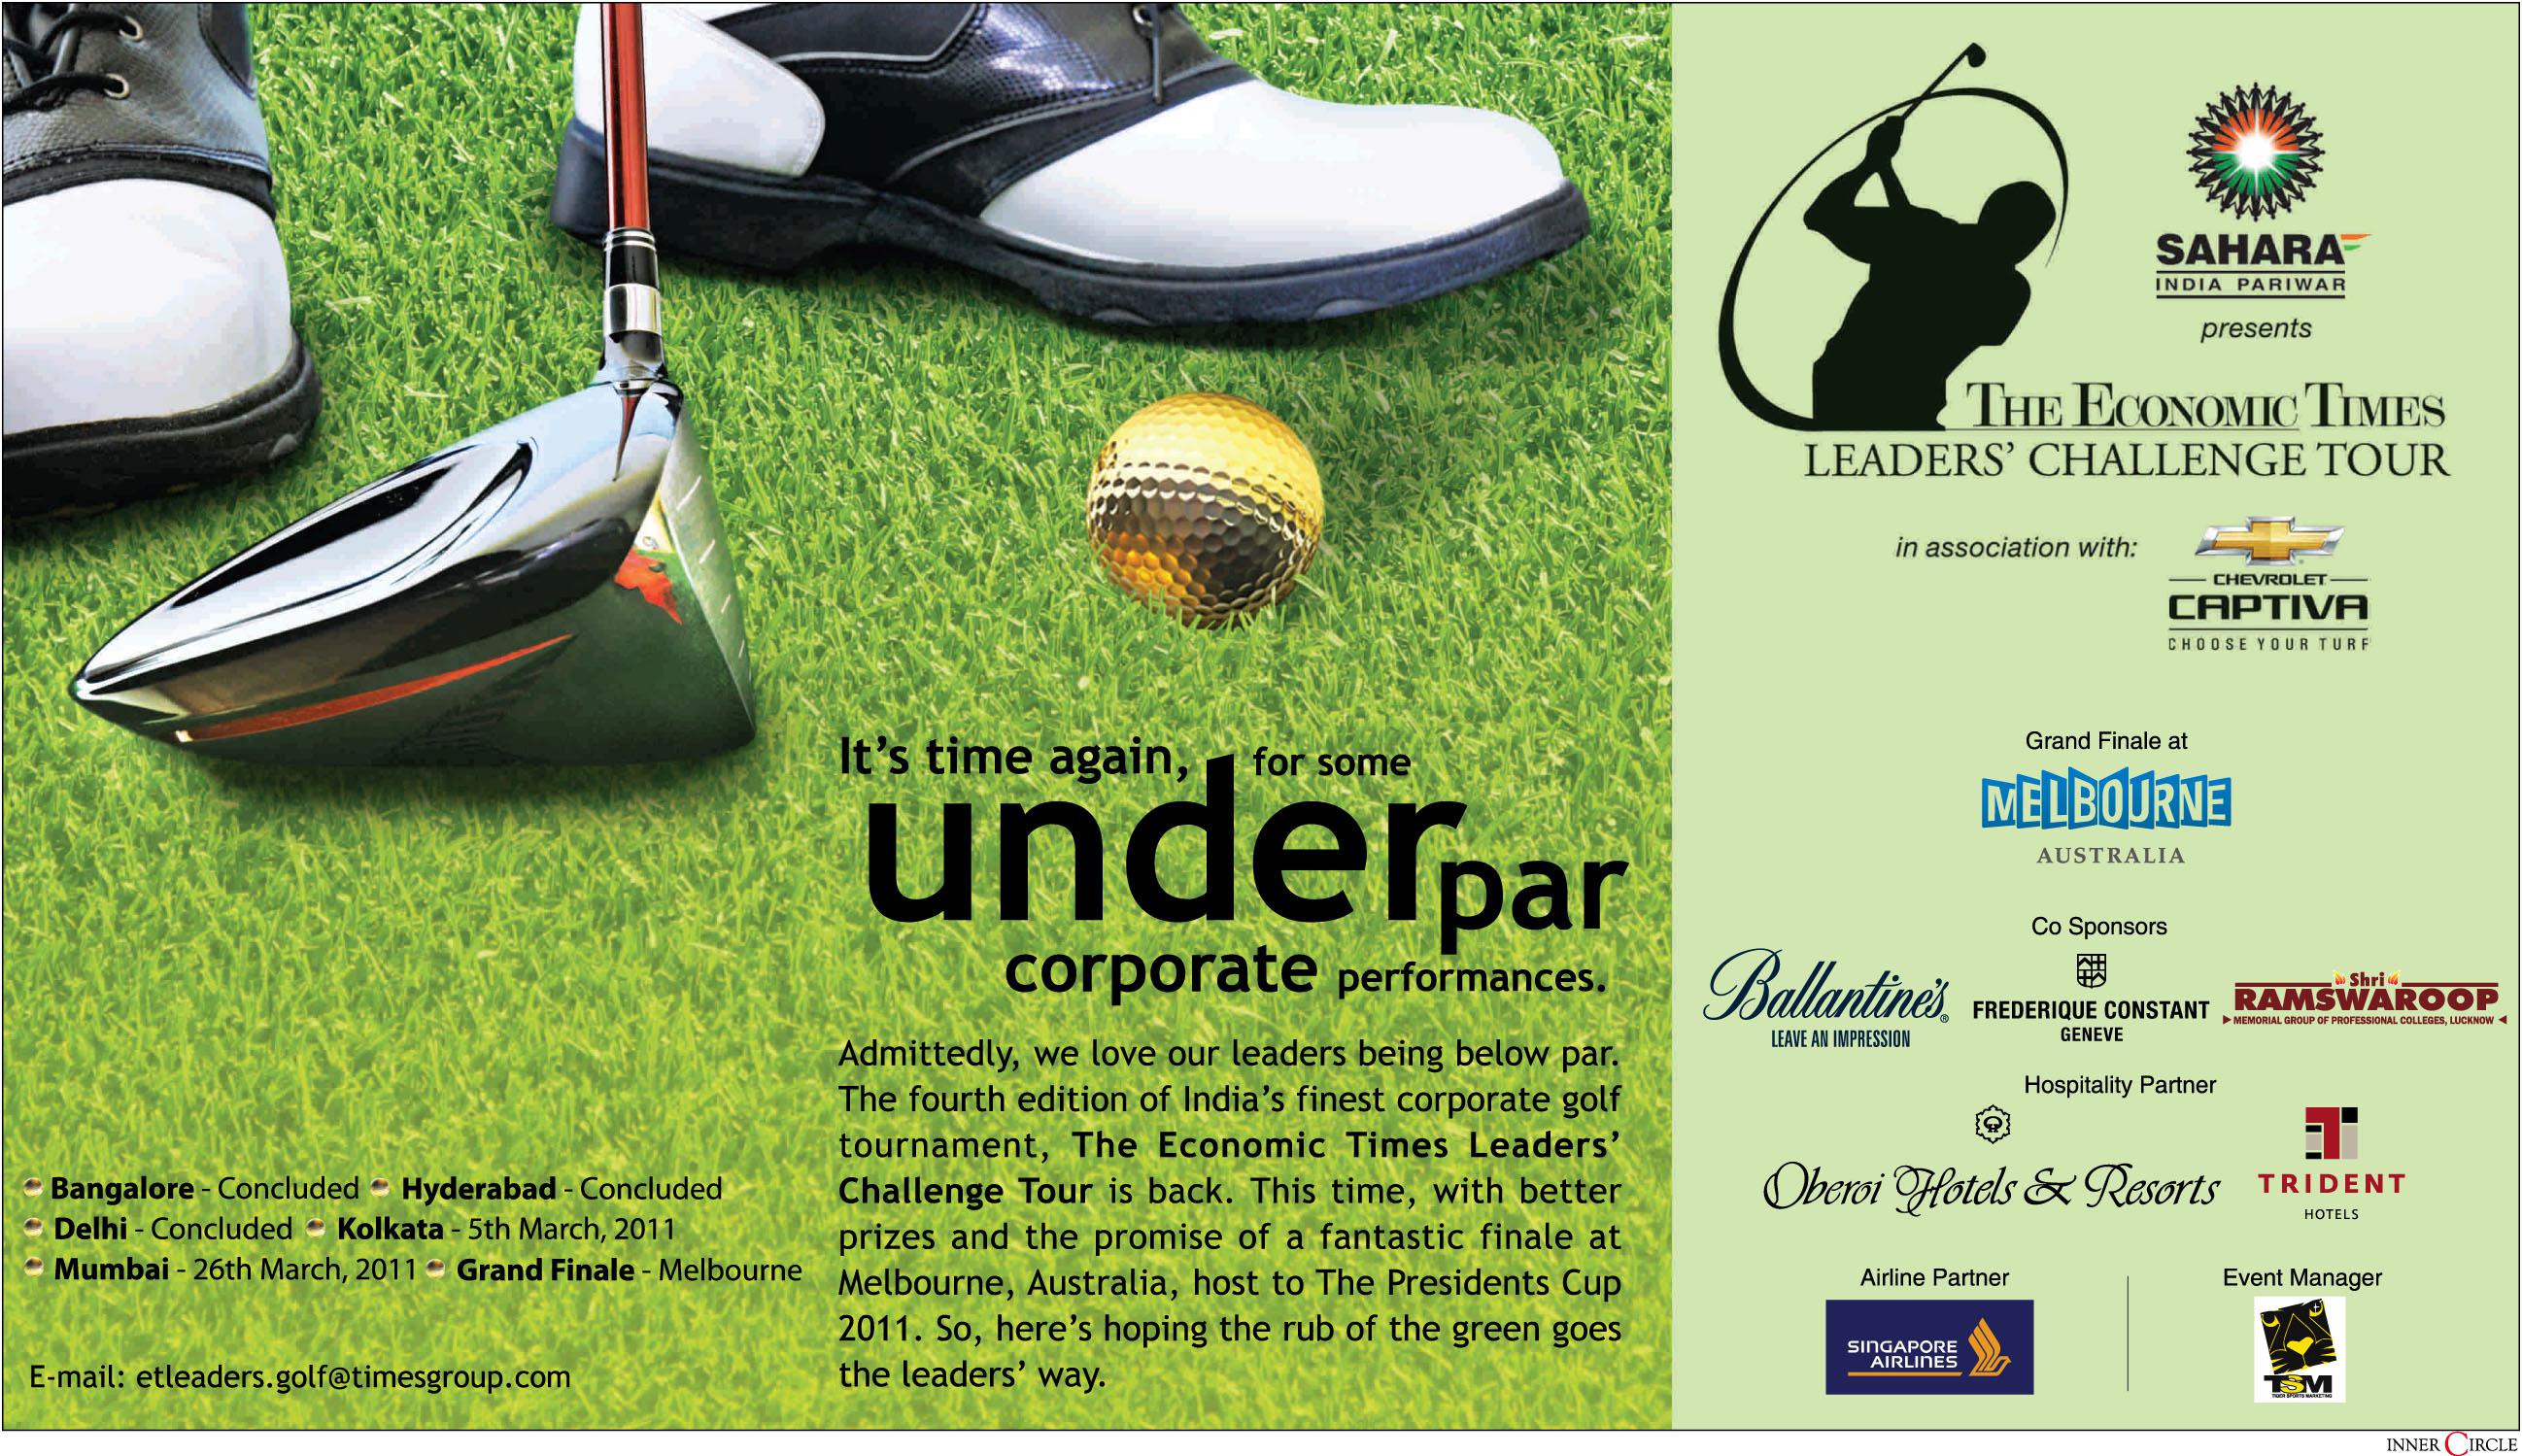 SAHARA
INDIA PARIWAR
presents
THE ECONOMIC TIMES
LEADERS’ CHALLENGE TOUR
in association with:
CHEVROLET
CAPTIVA
CHOOSE YOUR TURF
It’s time again, for some
under par
corporate performances.
Admittedly, we love our leaders being below par.
The fourth edition of India’s finest corporate golf
tournament, The Economic Times Leaders’
Challenge Tour is back. This time, with better
prizes and the promise of a fantastic finale at
Melbourne, Australia, host to The Presidents Cup
2011. So, here’s hoping the rub of the green goes
the leaders’ way.
Bangalore - Concluded Hyderabad - Concluded
Delhi - Concluded Kolkata - 5th March, 2011
Mumbai - 26th March, 2011 Grand Finale - Melbourne
E-mail: etleaders.golf@timesgroup.com
Grand Finale at
MELBOURNE
AUSTRALIA
Co Sponsors
Ballantine's®
LEAVE AN IMPRESSION
FREDERIQUE CONSTANT
GENEVE
Shri
RAMSWAROOP
MEMORIAL GROUP OF PROFESSIONAL COLLEGES, LUCKNOW
Hospitality Partner
Oberoi Hotels & Resorts
TRIDENT
HOTELS
Airline Partner
SINGAPORE
AIRLINES
Event Manager
TSM
TIGER SPORTS MARKETING
INNER CIRCLE